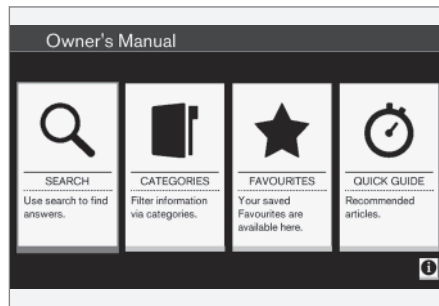 Owner's Manual
SEARCH
Use search to find
answers.
CATEGORIES
Filter information
via categories.
FAVOURITES
Your saved
Favourites are
available here.
QUICK GUIDE
Recommended
articles.
i